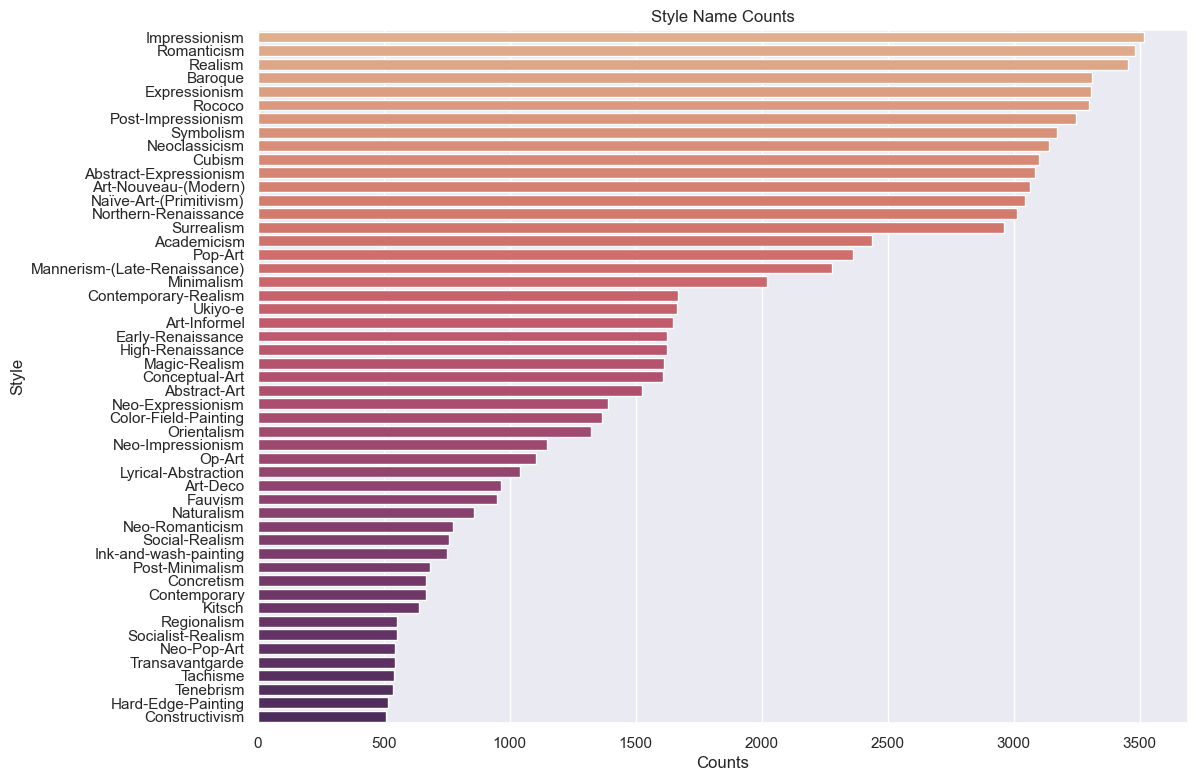 Style Name Counts
Impressionism
Romanticism
Realism
Baroque
Expressionism
Rococo
Post-Impressionism
Symbolism
Neoclassicism
Cubism
Abstract-Expressionism
Art-Nouveau-(Modern)
Naïve-Art-(Primitivism)
Northern-Renaissance
Surrealism
Academicism
Pop-Art
Mannerism-(Late-Renaissance)
Minimalism
Contemporary-Realism
Ukiyo-e
Art-Informel
Early-Renaissance
High-Renaissance
Magic-Realism
Conceptual-Art
Abstract-Art
Neo-Expressionism
Color-Field-Painting
Orientalism
Neo-Impressionism
Op-Art
Lyrical-Abstraction
Art-Deco
Fauvism
Naturalism
Neo-Romanticism
Social-Realism
Ink-and-wash-painting
Post-Minimalism
Concretism
Contemporary
Kitsch
Regionalism
Socialist-Realism
Neo-Pop-Art
Transavantgarde
Tachisme
Tenebrism
Hard-Edge-Painting
Constructivism
Style
0 500 1000 1500 2000 2500 3000 3500
Counts